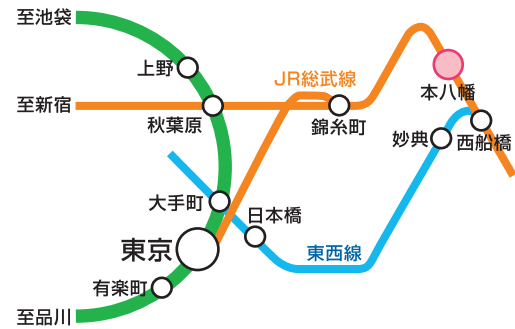 至池袋
上野
JR総武線
本八幡
至新宿
秋葉原
錦糸町
妙典
西船橋
大手町
日本橋
東京
東西線
有楽町
至品川